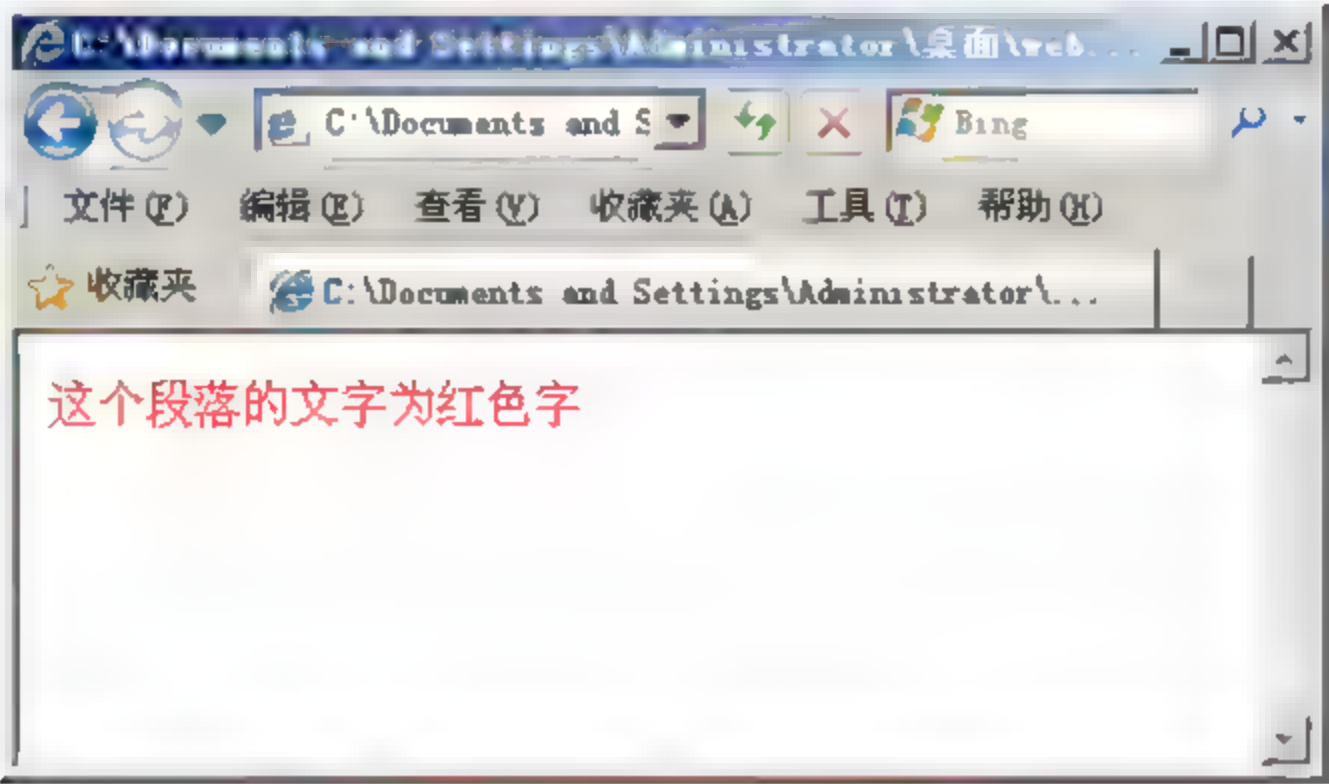 C:\Documents and Settings\Administrator\桌面\web...
C:\Documents and S
Bing
文件(F) 编辑(E) 查看(V) 收藏夹(A) 工具(T) 帮助(H)
收藏夹 C:\Documents and Settings\Administrator\...
这个段落的文字为红色字